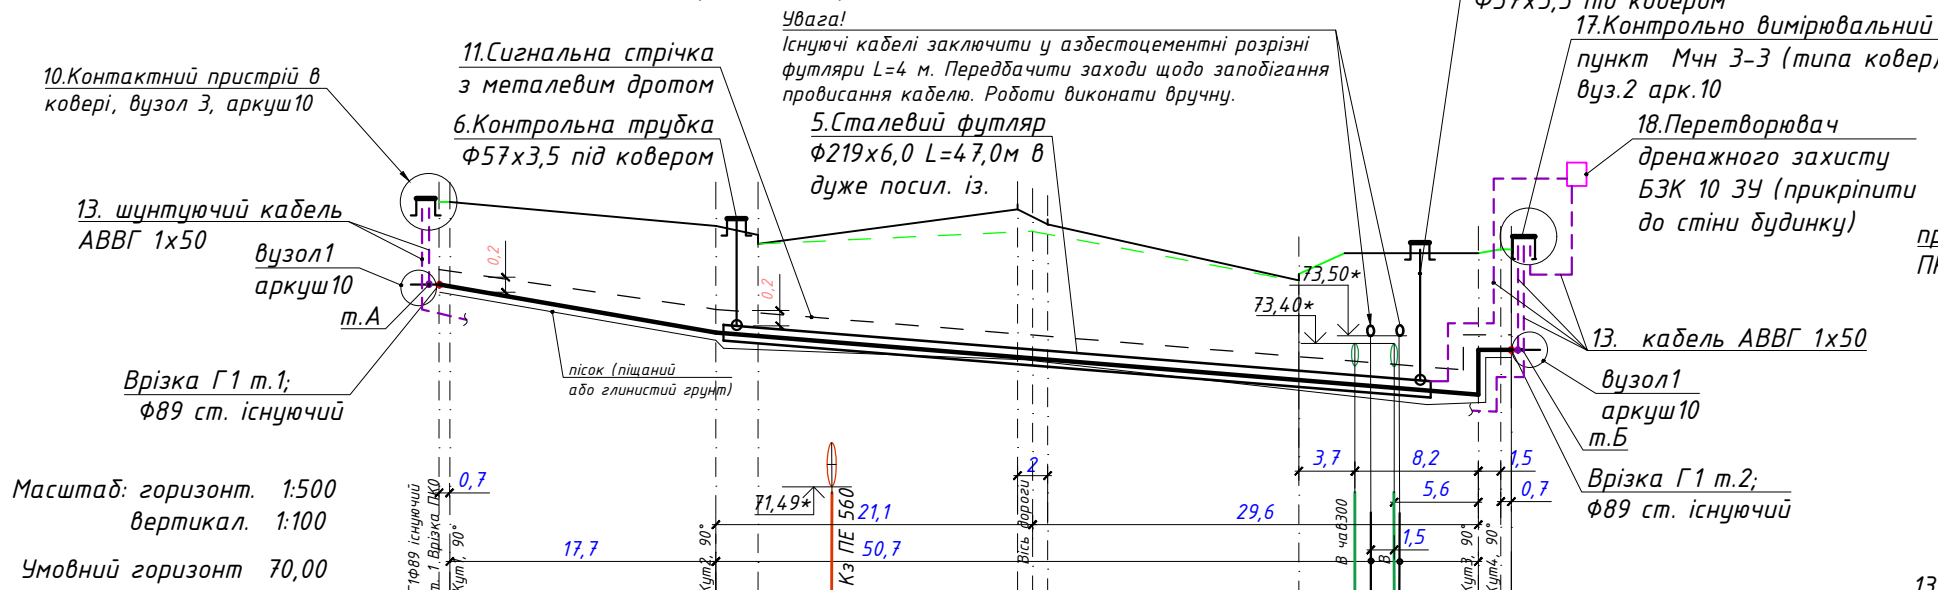 Ф57х3,5 під ковером
Увага!
Існуючі кабелі заключити у азбестоцементні розрізні
футляри L=4 м. Передбачити заходи щодо запобігання
провисання кабелю. Роботи виконати вручну.
17.Контрольно вимірювальний
пункт Мчн 3-3 (типа ковер)
вуз.2 арк.10
10.Контактний пристрій в
ковері, вузол 3, аркуш10
11.Сигнальна стрічка
з металевим дротом
6.Контрольна трубка
Ф57х3,5 під ковером
5.Сталевий футляр
Ф219х6,0 L=47,0м в
дуже посил. із.
18.Перетворювач
дренажного захисту
БЗК 10 ЗУ (прикріпити
до стіни будинку)
13. шунтуючий кабель
АВВГ 1х50
вузол1
аркуш10
т.А
0,2
0,2
73,50*
73,40*
13. кабель АВВГ 1х50
пісок (піщаний
або глинистий грунт)
Врізка Г1 т.1;
Ф89 ст. існуючий
вузол1
аркуш10
т.Б
Врізка Г1 т.2;
Ф89 ст. існуючий
Масштаб: горизонт. 1:500
вертикал. 1:100
Умовний горизонт 70,00
0,7
2
3,7
8,2
1,5
5,6
0,7
71,49*
21,1
29,6
17,7
50,7
1,5
Г1Ф89 існуючий
т. 1.Врізка ПК0
Кут1, 90°
Кут2, 90°
Кз ПЕ 560
Вісь дороги
В чав300
В
Кут3, 90°
Кут4, 90°
13